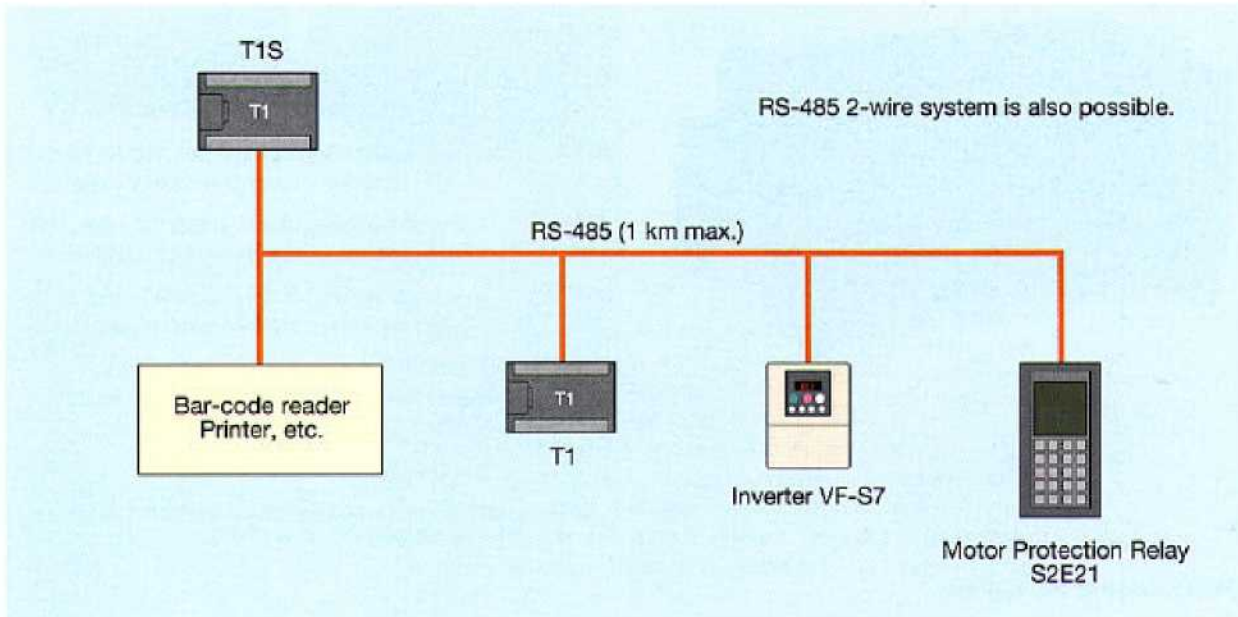 T1S
T1
RS-485 2-wire system is also possible.
RS-485 (1 km max.)
Bar-code reader
Printer, etc.
T1
T1
Inverter VF-S7
Motor Protection Relay
S2E21